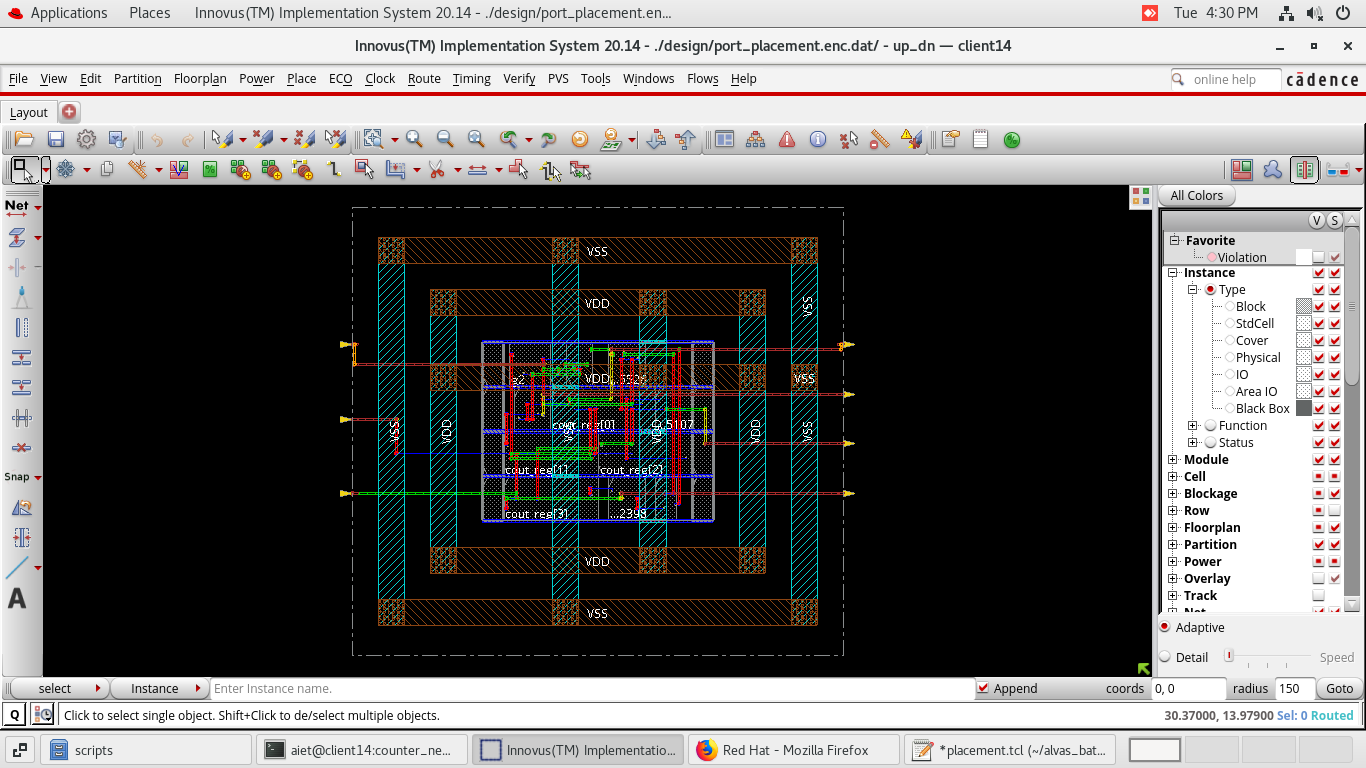 Applications Places Innovus(TM) Implementation System 20.14 - ./design/port_placement.en... Tue 4:30 PM
Innovus(TM) Implementation System 20.14 - ./design/port_placement.enc.dat/ - up_dn — client14
File View Edit Partition Floorplan Power Place ECO Clock Route Timing Verify PVS Tools Windows Flows Help online help cādence
Layout
All Colors
Net
V S
Favorite
Violation
Instance
Type
Block
StdCell
Cover
Physical
IO
Area IO
Black Box
Function
Status
Module
Cell
Blockage
Row
Floorplan
Partition
Power
Overlay
Track
Net
Snap
A
VSS
VDD
VSS
VDD
VSS
cout_reg[0]
...5107
VSS
VDD
VSS
VDD
VDD
VSS
cout_reg[1]
cout_reg[2]
cout_reg[3]
...2398
VDD
VSS
Adaptive
Detail Speed
select Instance Enter Instance name. Append coords 0, 0 radius 150 Goto
Q Click to select single object. Shift+Click to de/select multiple objects. 30.37000, 13.97900 Sel: 0 Routed
scripts aiet@client14:counter_ne... Innovus(TM) Implementatio... Red Hat - Mozilla Firefox *placement.tcl (~/alvas_bat...